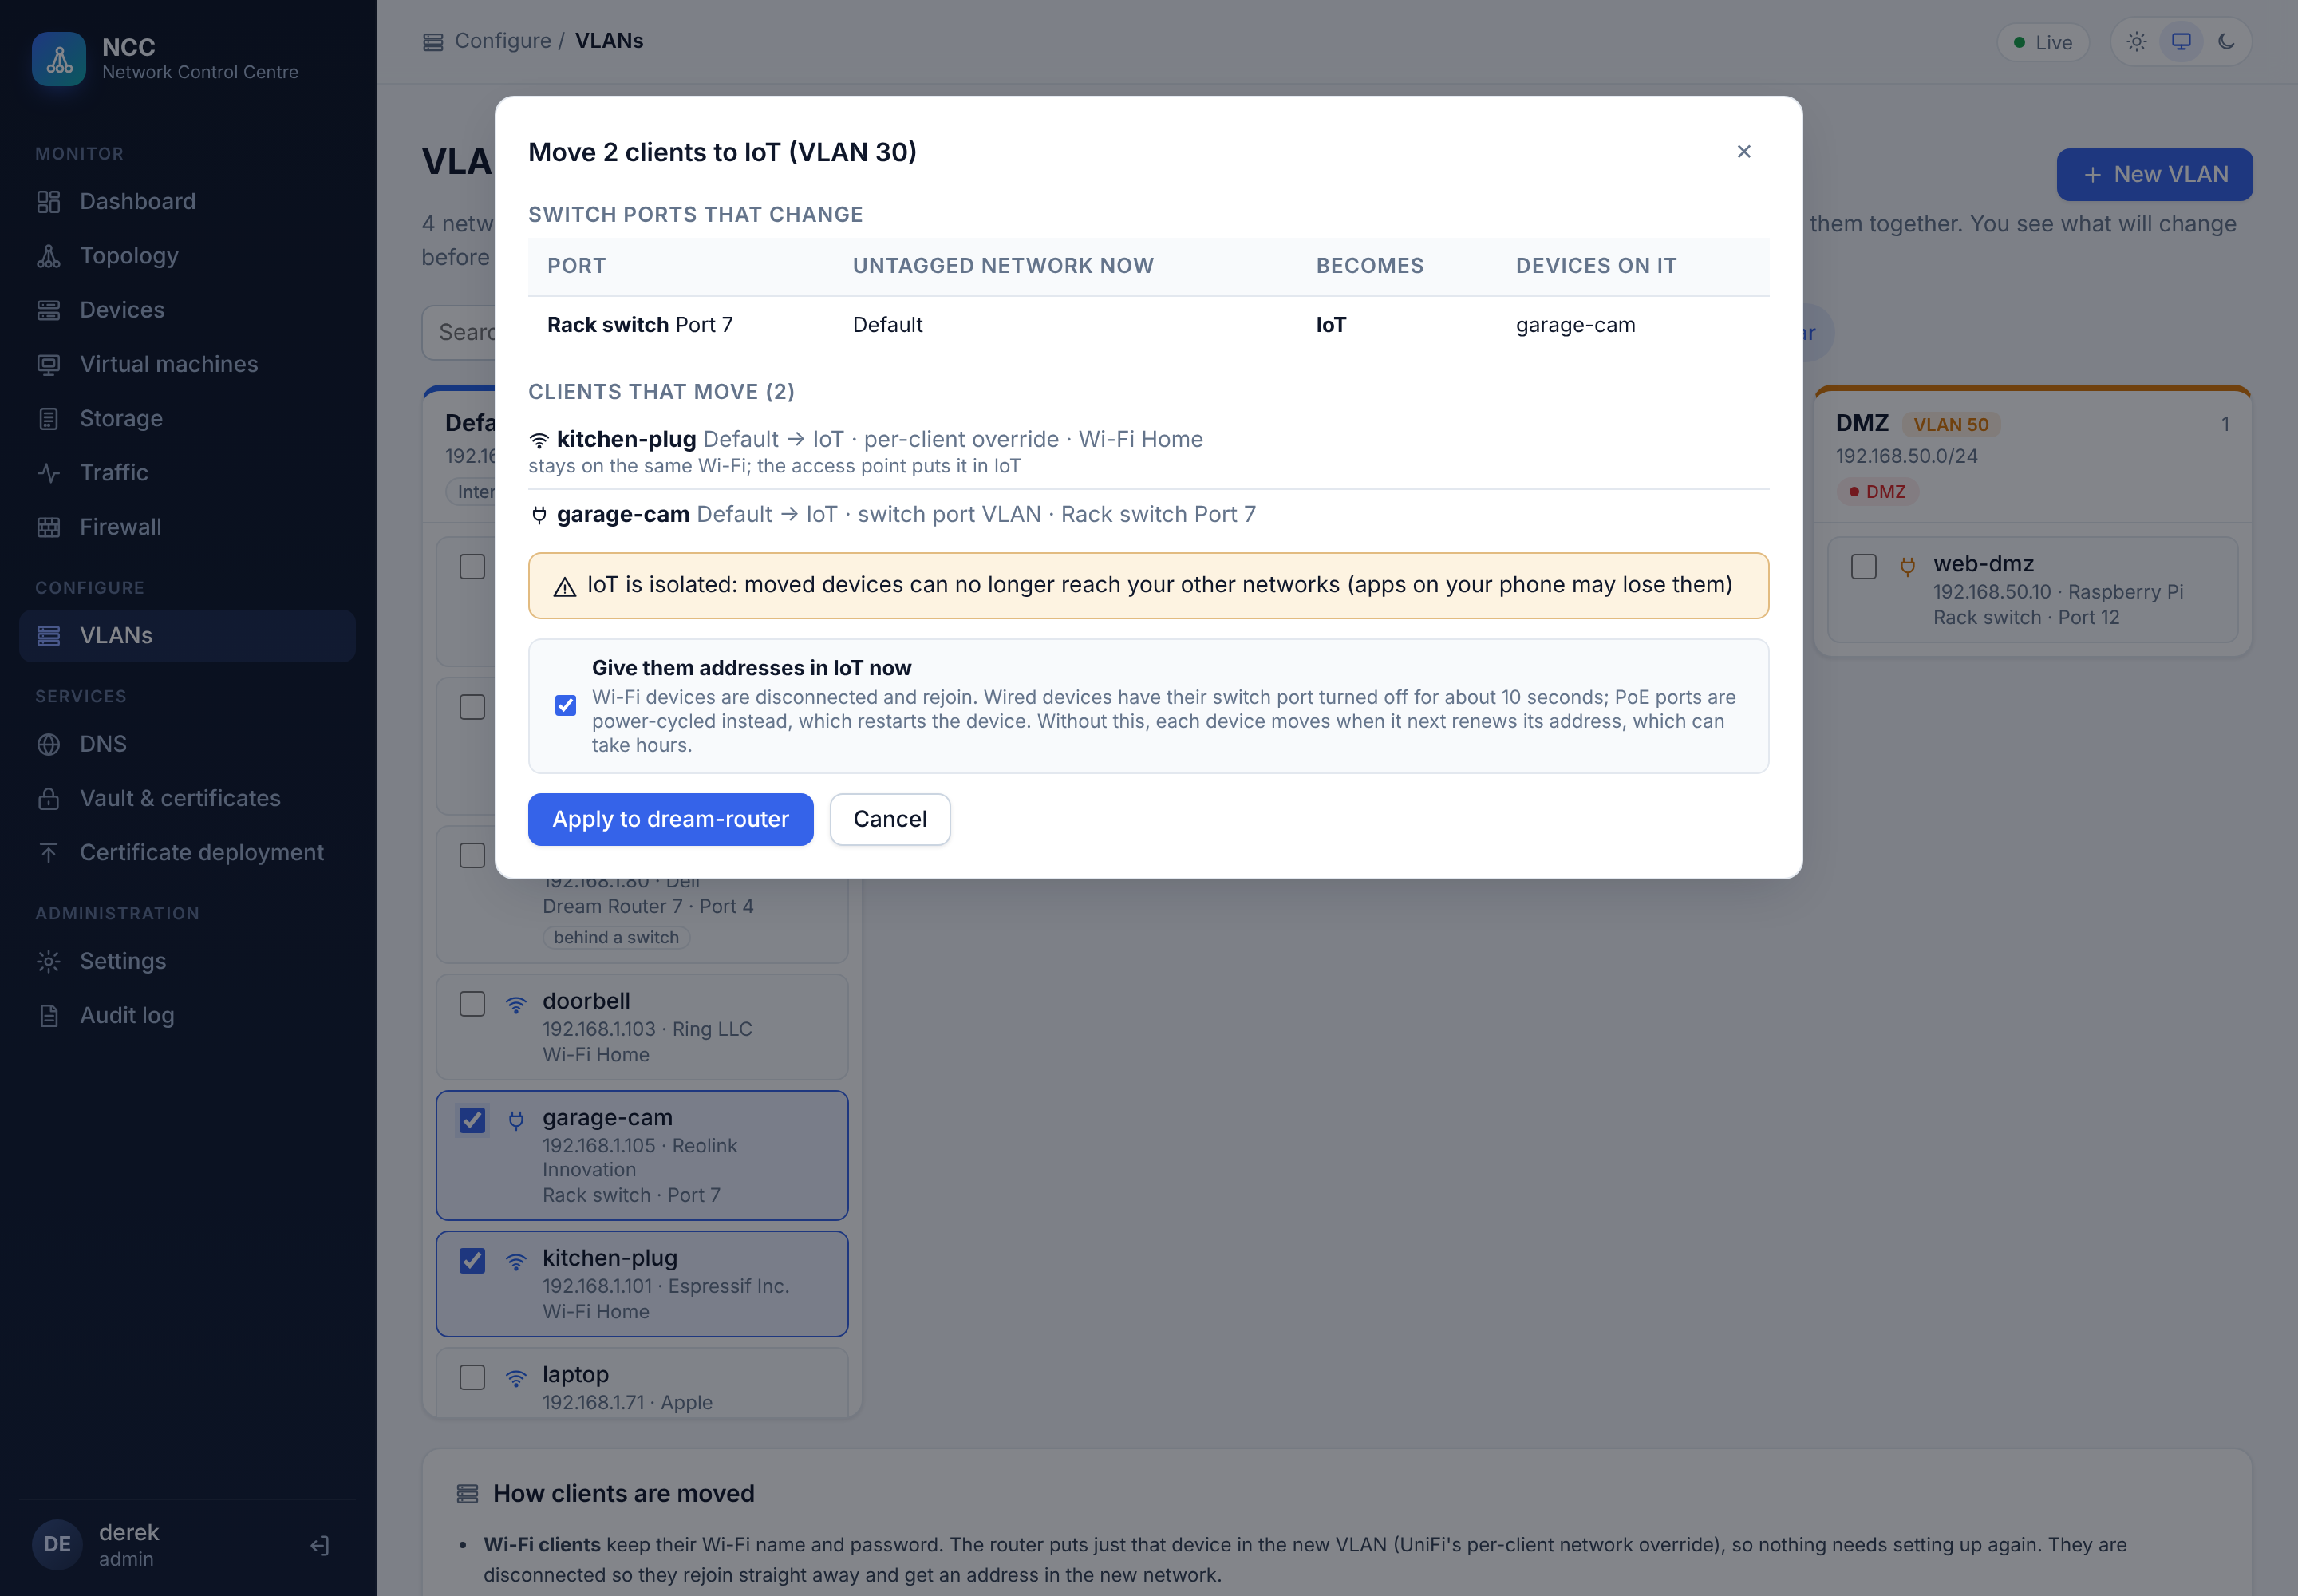 NCC
Network Control Centre
MONITOR
Dashboard
Topology
Devices
Virtual machines
Storage
Traffic
Firewall
CONFIGURE
VLANs
SERVICES
DNS
Vault & certificates
Certificate deployment
ADMINISTRATION
Settings
Audit log
DE
derek
admin
Configure / VLANs
Live
VLA
New VLAN
4 netw
them together. You see what will change
before
Sear
ar
Move 2 clients to IoT (VLAN 30)
SWITCH PORTS THAT CHANGE
PORT UNTAGGED NETWORK NOW BECOMES DEVICES ON IT
Rack switch Port 7 Default IoT garage-cam
CLIENTS THAT MOVE (2)
kitchen-plug Default → IoT · per-client override · Wi-Fi Home
stays on the same Wi-Fi; the access point puts it in IoT
garage-cam Default → IoT · switch port VLAN · Rack switch Port 7
IoT is isolated: moved devices can no longer reach your other networks (apps on your phone may lose them)
Give them addresses in IoT now
Wi-Fi devices are disconnected and rejoin. Wired devices have their switch port turned off for about 10 seconds; PoE ports are
power-cycled instead, which restarts the device. Without this, each device moves when it next renews its address, which can
take hours.
Apply to dream-router
Cancel
Defa
192.16
Inter
192.168.1.80 · Dell
Dream Router 7 · Port 4
behind a switch
doorbell
192.168.1.103 · Ring LLC
Wi-Fi Home
garage-cam
192.168.1.105 · Reolink
Innovation
Rack switch · Port 7
kitchen-plug
192.168.1.101 · Espressif Inc.
Wi-Fi Home
laptop
192.168.1.71 · Apple
DMZ VLAN 50 1
192.168.50.0/24
DMZ
web-dmz
192.168.50.10 · Raspberry Pi
Rack switch · Port 12
How clients are moved
• Wi-Fi clients keep their Wi-Fi name and password. The router puts just that device in the new VLAN (UniFi's per-client network override), so nothing needs setting up again. They are
disconnected so they rejoin straight away and get an address in the new network.